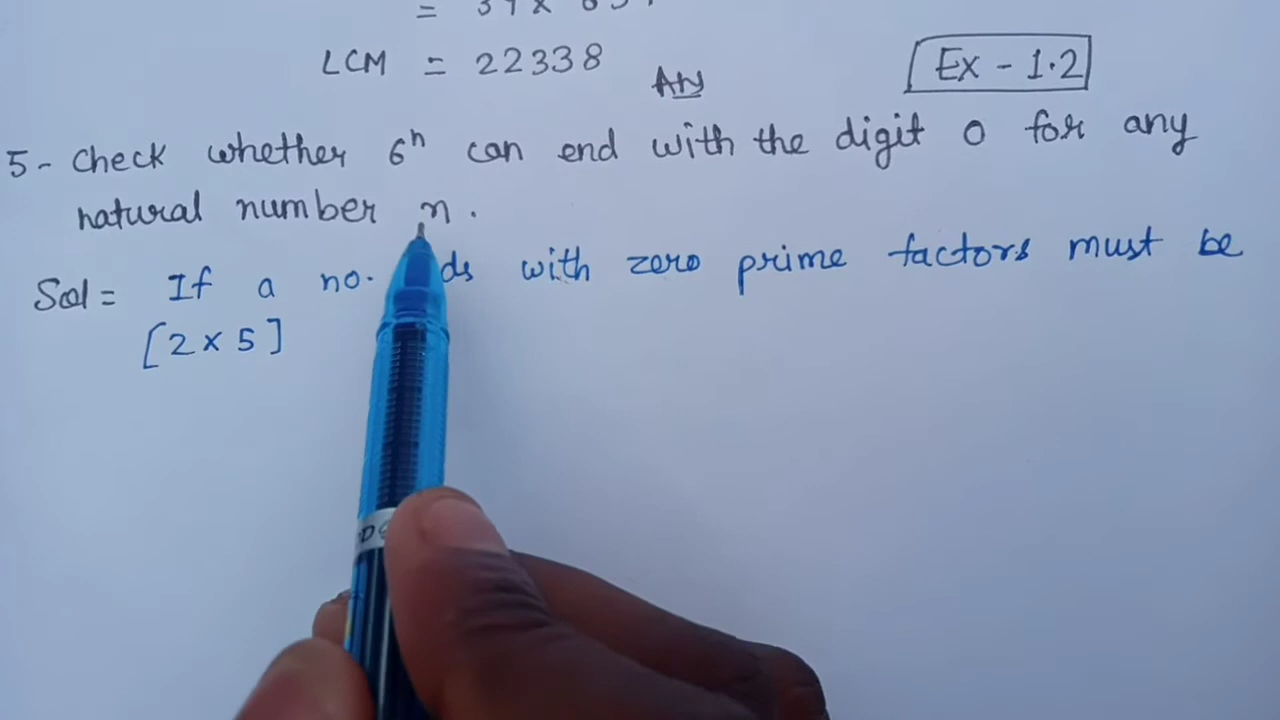 LCM = 22338
Ans
Ex - 1.2
5- Check whether 6ⁿ can end with the digit 0 for any
natural number n.
Sol = If a no. ds with zero prime factors must be
[2 x 5]